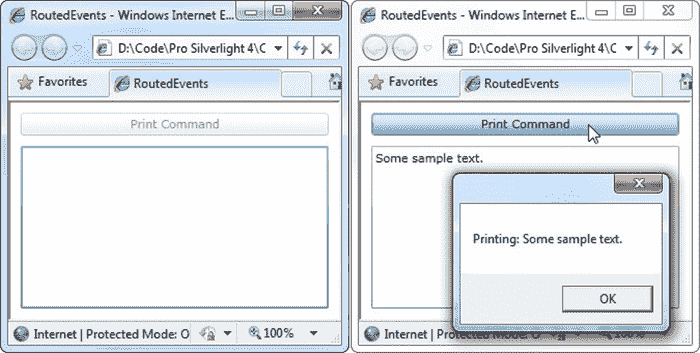 RoutedEvents - Windows Internet E...
D:\Code\Pro Silverlight 4\C
Favorites
RoutedEvents
Print Command
Internet | Protected Mode: O
100%
RoutedEvents - Windows Internet E...
D:\Code\Pro Silverlight 4\C
Favorites
RoutedEvents
Print Command
Some sample text.
Printing: Some sample text.
OK
Internet | Protected Mode: O
100%